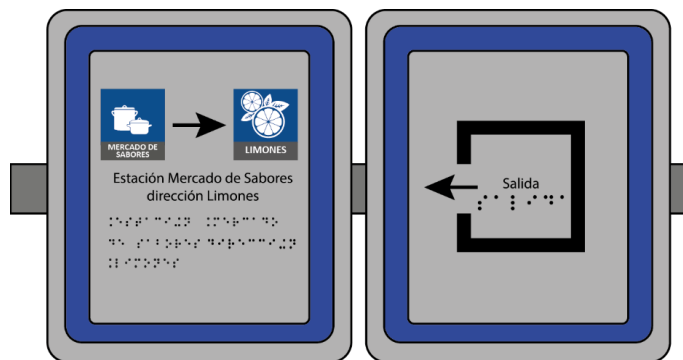 MERCADO DE
SABORES
LIMONES
Estación Mercado de Sabores
dirección Limones
Salida